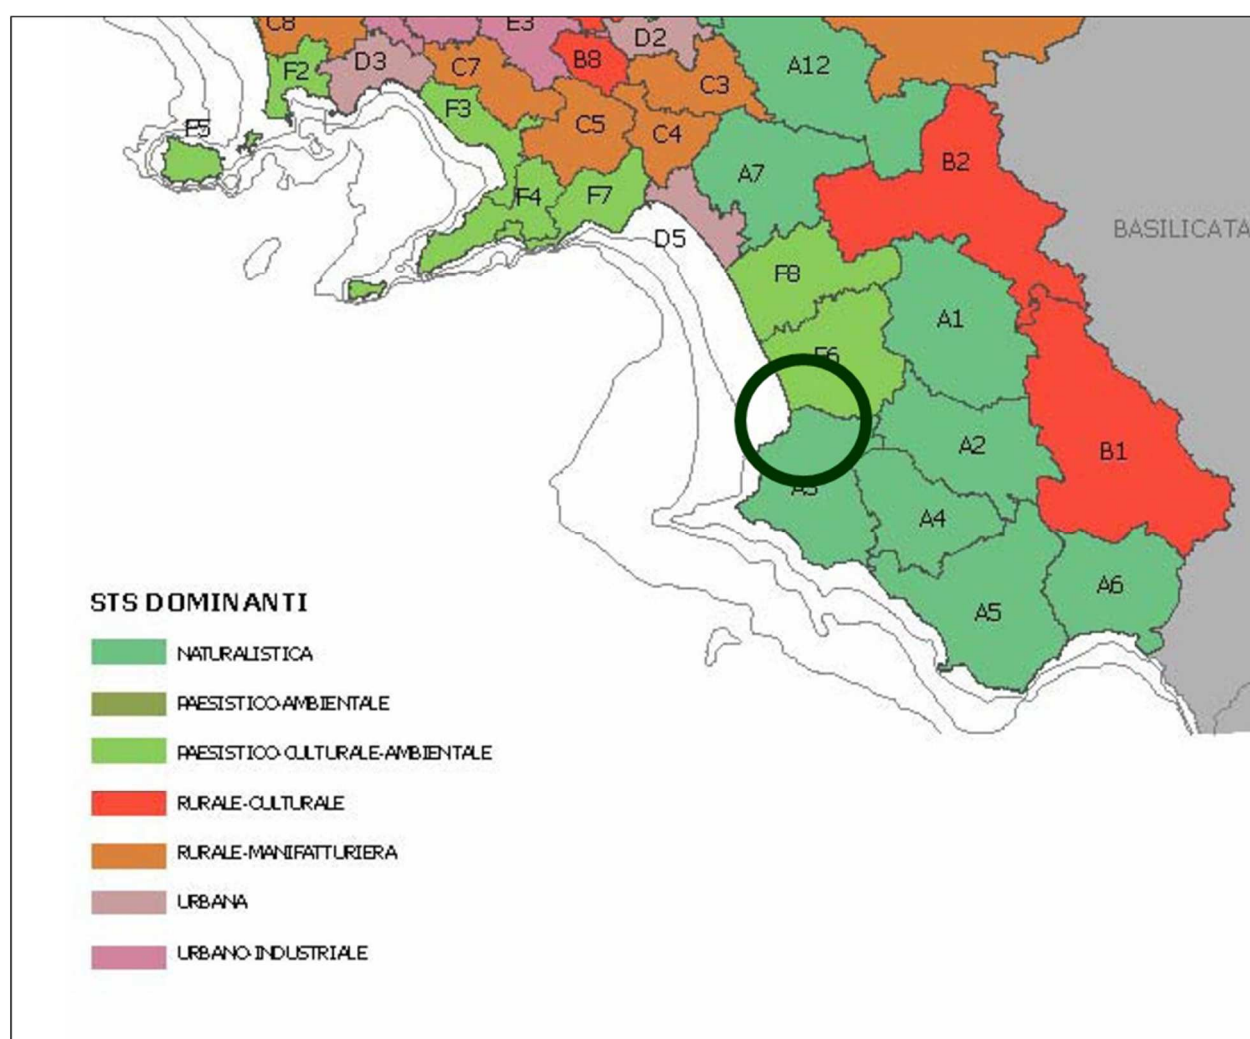 C8
E3
D2
F2
D3
C7
B8
C3
A12
F3
F5
C5
C4
B2
A7
F4
F7
D5
BASILICATA
F8
A1
F6
A2
B1
A3
A4
A6
A5
STS DOMINANTI
NATURALISTICA
PAESISTICO-AMBIENTALE
PAESISTICO-CULTURALE-AMBIENTALE
RURALE-CULTURALE
RURALE-MANIFATTURIERA
URBANA
URBANO-INDUSTRIALE